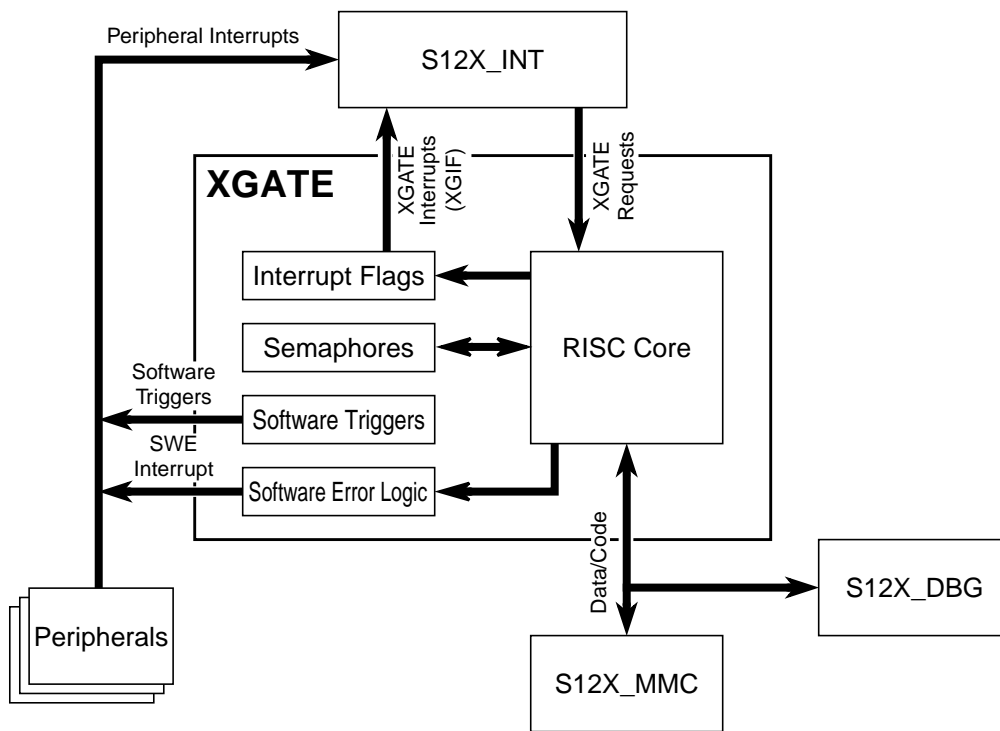 Peripheral Interrupts
S12X_INT
XGATE
XGATE
Interrupts
(XGIF)
XGATE
Requests
Interrupt Flags
Semaphores
RISC Core
Software
Triggers
Software Triggers
SWE
Interrupt
Software Error Logic
Data/Code
S12X_DBG
Peripherals
S12X_MMC